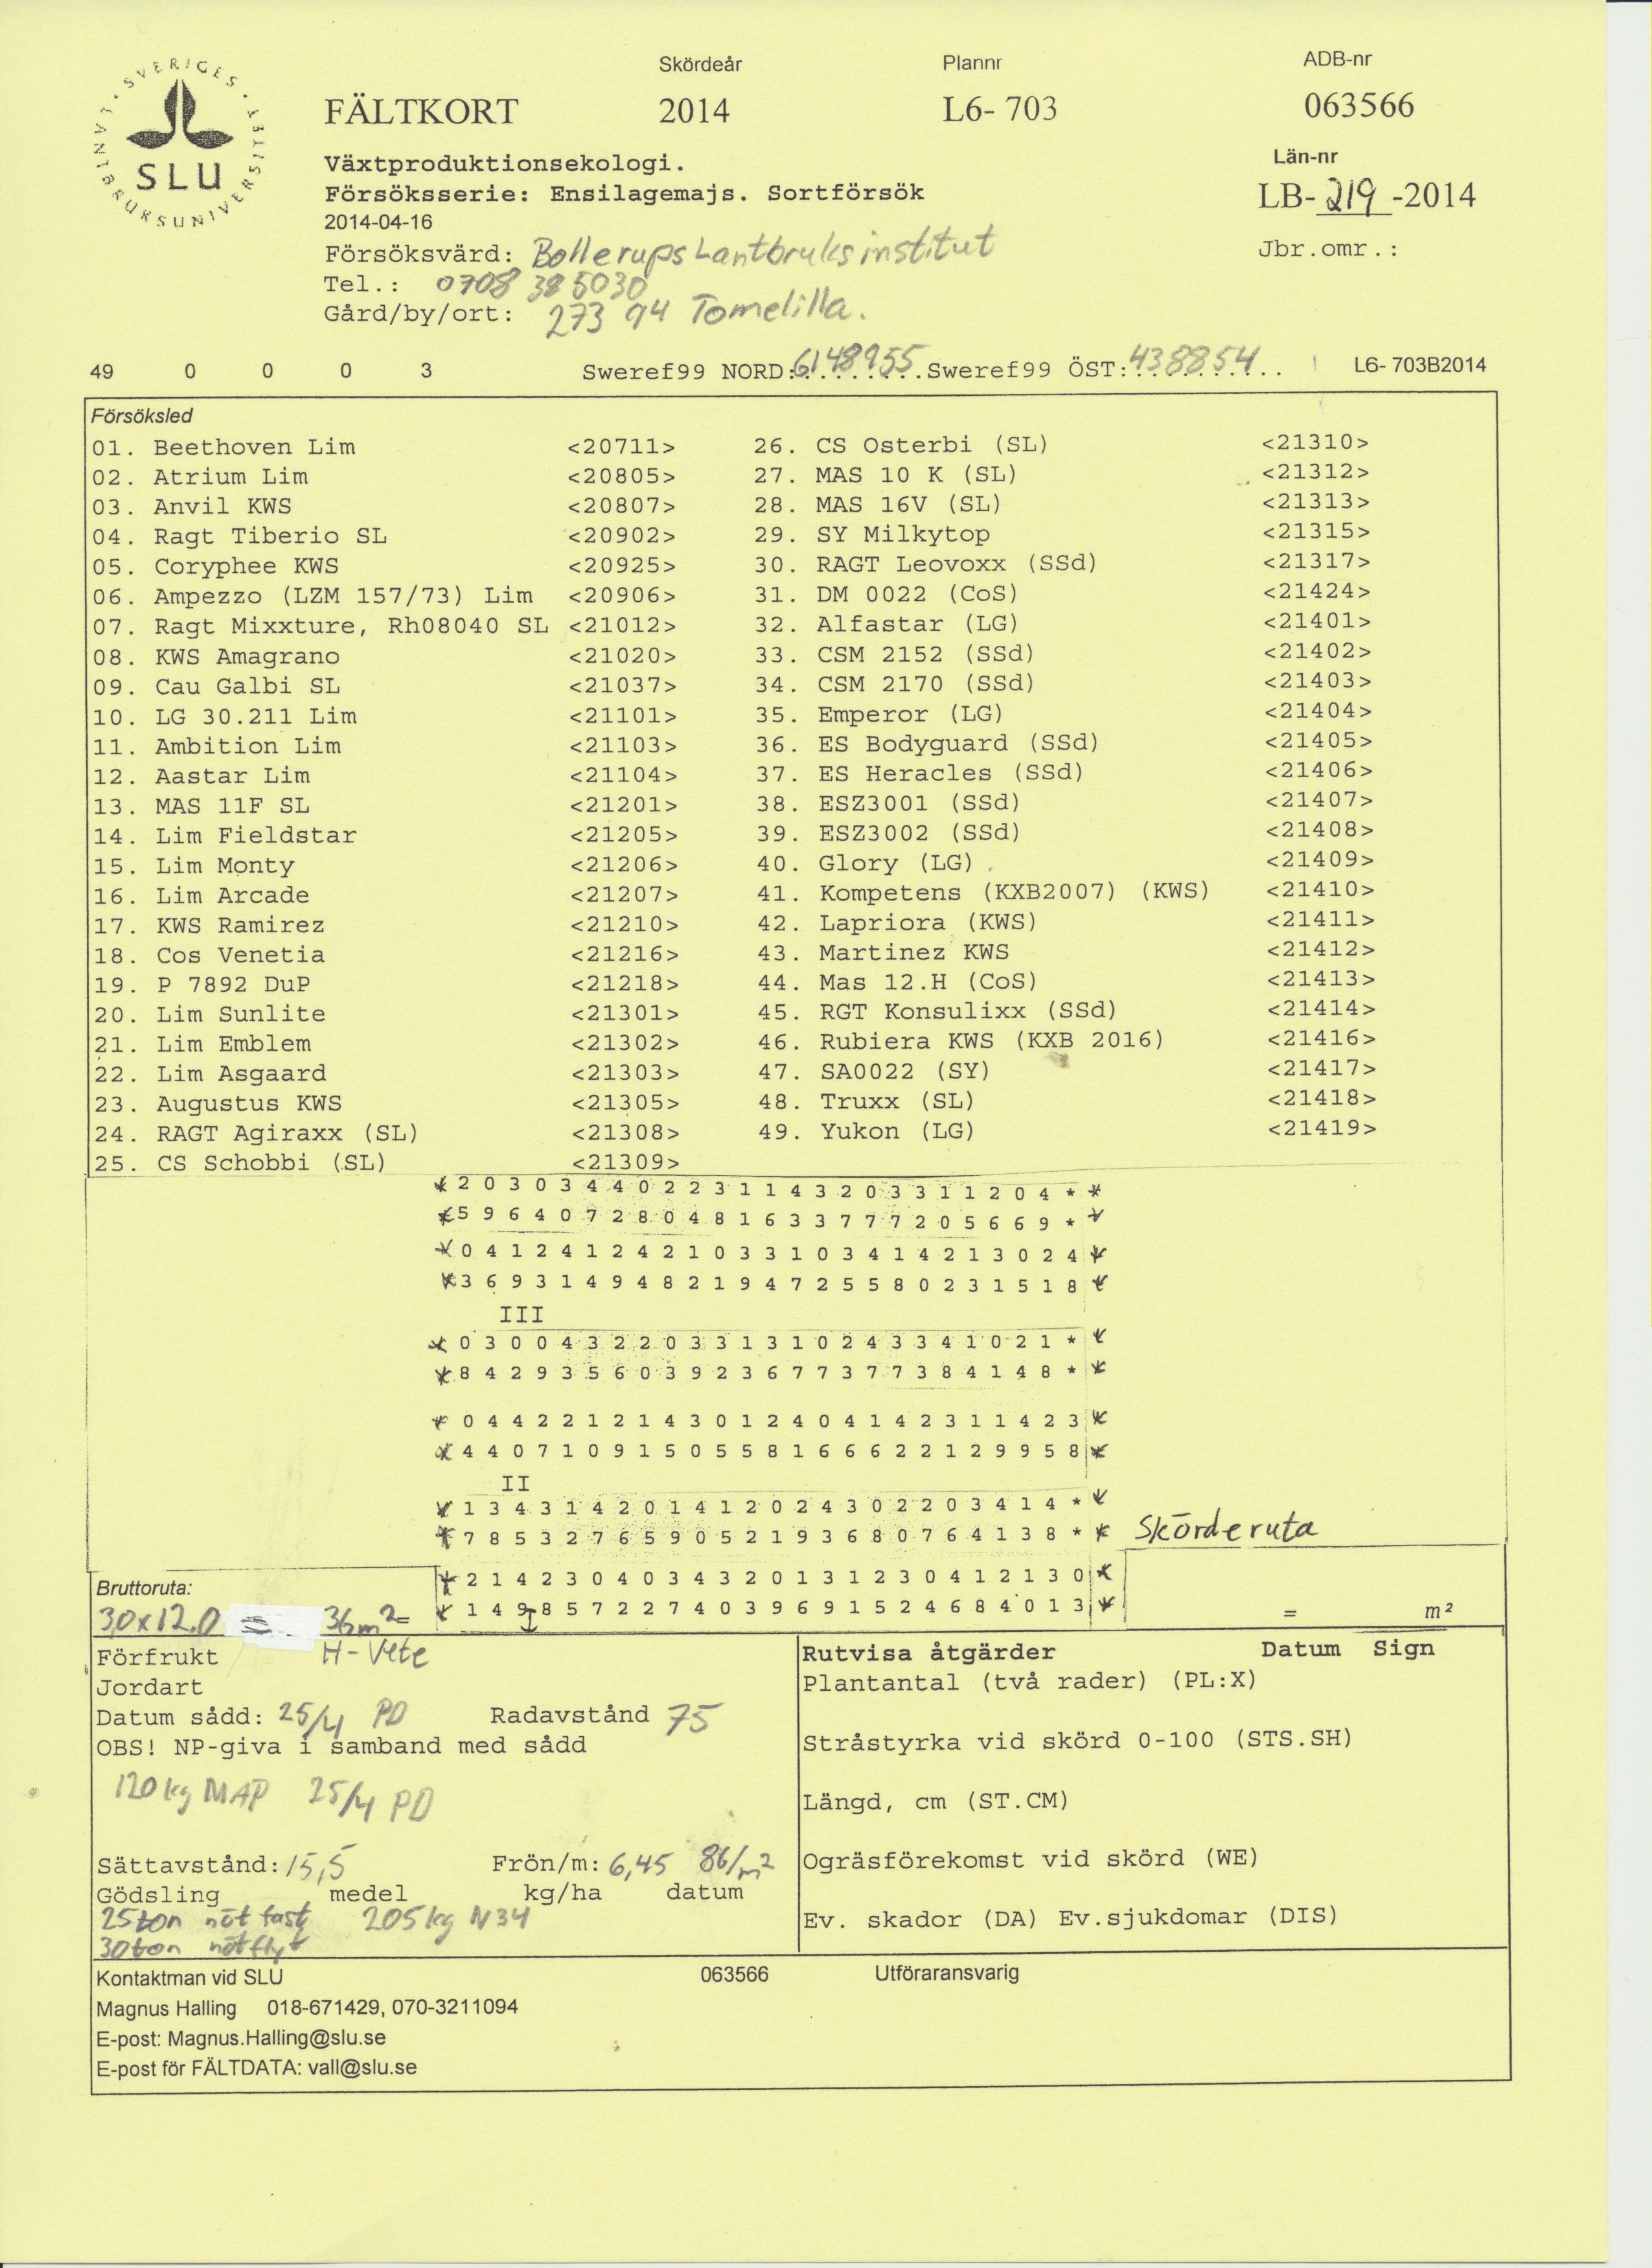 Skördeår Plannr ADB-nr
SVERIGES LANTBRUKSUNIVERSITET
SLU
FÄLTKORT 2014 L6- 703 063566
Växtproduktionsekologi. Län-nr
Försöksserie: Ensilagemajs. Sortförsök LB-219-2014
2014-04-16
Försöksvärd: Bollerups Lantbruksinstitut Jbr.omr.:
Tel.: 0708 385030
Gård/by/ort: 273 94 Tomelilla.
49 0 0 0 3 Sweref99 NORD: 6148955 Sweref99 ÖST: 438854 L6- 703B2014
Försöksled
01. Beethoven Lim <20711> 26. CS Osterbi (SL) <21310>
02. Atrium Lim <20805> 27. MAS 10 K (SL) <21312>
03. Anvil KWS <20807> 28. MAS 16V (SL) <21313>
04. Ragt Tiberio SL <20902> 29. SY Milkytop <21315>
05. Coryphee KWS <20925> 30. RAGT Leovoxx (SSd) <21317>
06. Ampezzo (LZM 157/73) Lim <20906> 31. DM 0022 (CoS) <21424>
07. Ragt Mixxture, Rh08040 SL <21012> 32. Alfastar (LG) <21401>
08. KWS Amagrano <21020> 33. CSM 2152 (SSd) <21402>
09. Cau Galbi SL <21037> 34. CSM 2170 (SSd) <21403>
10. LG 30.211 Lim <21101> 35. Emperor (LG) <21404>
11. Ambition Lim <21103> 36. ES Bodyguard (SSd) <21405>
12. Aastar Lim <21104> 37. ES Heracles (SSd) <21406>
13. MAS 11F SL <21201> 38. ESZ3001 (SSd) <21407>
14. Lim Fieldstar <21205> 39. ESZ3002 (SSd) <21408>
15. Lim Monty <21206> 40. Glory (LG) <21409>
16. Lim Arcade <21207> 41. Kompetens (KXB2007) (KWS) <21410>
17. KWS Ramirez <21210> 42. Lapriora (KWS) <21411>
18. Cos Venetia <21216> 43. Martinez KWS <21412>
19. P 7892 DuP <21218> 44. Mas 12.H (CoS) <21413>
20. Lim Sunlite <21301> 45. RGT Konsulixx (SSd) <21414>
21. Lim Emblem <21302> 46. Rubiera KWS (KXB 2016) <21416>
22. Lim Asgaard <21303> 47. SA0022 (SY) <21417>
23. Augustus KWS <21305> 48. Truxx (SL) <21418>
24. RAGT Agiraxx (SL) <21308> 49. Yukon (LG) <21419>
25. CS Schobbi (SL) <21309>
* 2 0 3 0 3 4 4 0 2 2 3 1 1 4 3 2 0 3 3 1 1 2 0 4 * *
* 5 9 6 4 0 7 2 8 0 4 8 1 6 3 3 7 7 7 2 0 5 6 6 9 * *
* 0 4 1 2 4 1 2 4 2 1 0 3 3 1 0 3 4 1 4 2 1 3 0 2 4 *
* 3 6 9 3 1 4 9 4 8 2 1 9 4 7 2 5 5 8 0 2 3 1 5 1 8 *
III
* 0 3 0 0 4 3 2 2 0 3 3 1 3 1 0 2 4 3 3 4 1 0 2 1 * *
* 8 4 2 9 3 5 6 0 3 9 2 3 6 7 7 3 7 7 3 8 4 1 4 8 * *
* 0 4 4 2 2 1 2 1 4 3 0 1 2 4 0 4 1 4 2 3 1 1 4 2 3 *
* 4 4 0 7 1 0 9 1 5 0 5 5 8 1 6 6 6 2 2 1 2 9 9 5 8 *
II
* 1 3 4 3 1 4 2 0 1 4 1 2 0 2 4 3 0 2 2 0 3 4 1 4 * *
* 7 8 5 3 2 7 6 5 9 0 5 2 1 9 3 6 8 0 7 6 4 1 3 8 * * Skörderuta
* 2 1 4 2 3 0 4 0 3 4 3 2 0 1 3 1 2 3 0 4 1 2 1 3 0 *
Bruttoruta:
* 1 4 9 8 5 7 2 2 7 4 0 3 9 6 9 1 5 2 4 6 8 4 0 1 3 *
I
3,0x12,0 = 36m² = = m²
Förfrukt H-Vete Rutvisa åtgärder Datum Sign
Jordart Plantantal (två rader) (PL:X)
Datum sådd: 25/4 PD Radavstånd 75
OBS! NP-giva i samband med sådd Stråstyrka vid skörd 0-100 (STS.SH)
120 kg MAP 25/4 PD Längd, cm (ST.CM)
Sättavstånd: 15,5 Frön/m: 6,45 86/m² Ogräsförekomst vid skörd (WE)
Gödsling medel kg/ha datum
25 ton nöt fast 205 kg N34 Ev. skador (DA) Ev.sjukdomar (DIS)
30 ton nötflyt
Kontaktman vid SLU 063566 Utföraransvarig
Magnus Halling 018-671429, 070-3211094
E-post: Magnus.Halling@slu.se
E-post för FÄLTDATA: vall@slu.se